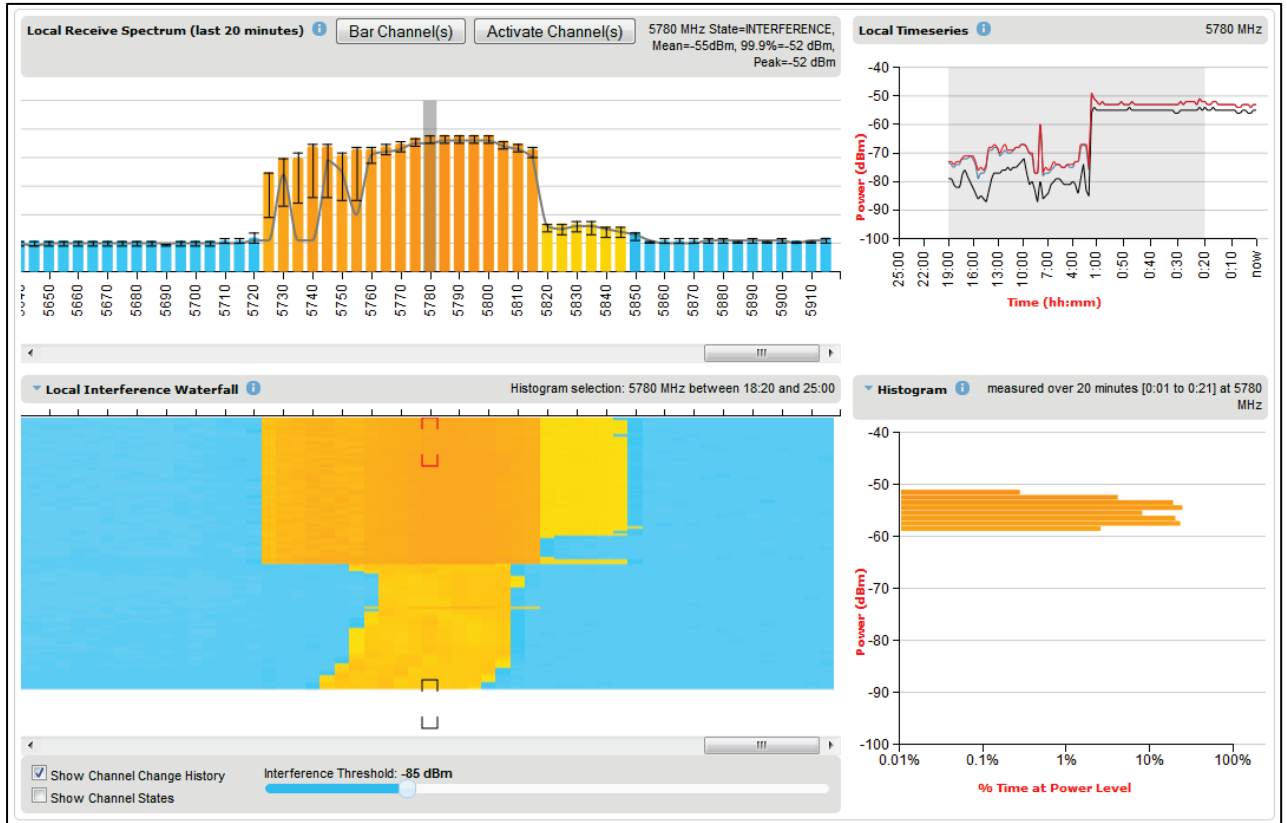 Local Receive Spectrum (last 20 minutes) i
Bar Channel(s)
Activate Channel(s)
5780 MHz State=INTERFERENCE,
Mean=-55dBm, 99.9%=-52 dBm,
Peak=-52 dBm
5650
5660
5670
5680
5690
5700
5710
5720
5730
5740
5750
5760
5770
5780
5790
5800
5810
5820
5830
5840
5850
5860
5870
5880
5890
5900
5910
Local Timeseries i
5780 MHz
Power (dBm)
-40
-50
-60
-70
-80
-90
-100
25:00
22:00
19:00
16:00
13:00
10:00
7:00
4:00
1:00
0:50
0:40
0:30
0:20
0:10
now
Time (hh:mm)
Local Interference Waterfall i
Histogram selection: 5780 MHz between 18:20 and 25:00
Show Channel Change History
Show Channel States
Interference Threshold: -85 dBm
Histogram i
measured over 20 minutes [0:01 to 0:21] at 5780
MHz
Power (dBm)
-40
-50
-60
-70
-80
-90
-100
0.01%
0.1%
1%
10%
100%
% Time at Power Level